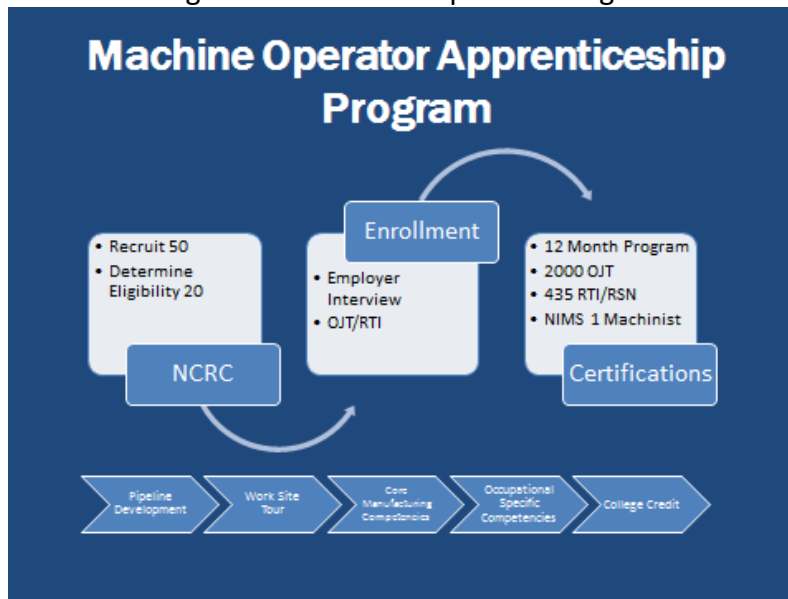 Machine Operator Apprenticeship
Program
• Recruit 50
• Determine
Eligibility 20
NCRC
Enrollment
• Employer
Interview
• OJT/RTI
• 12 Month Program
• 2000 OJT
• 435 RTI/RSN
• NIMS 1 Machinist
Certifications
Pipeline
Development
Work Site
Tour
Core
Manufacturing
Competencies
Occupational
Specific
Competencies
College Credit